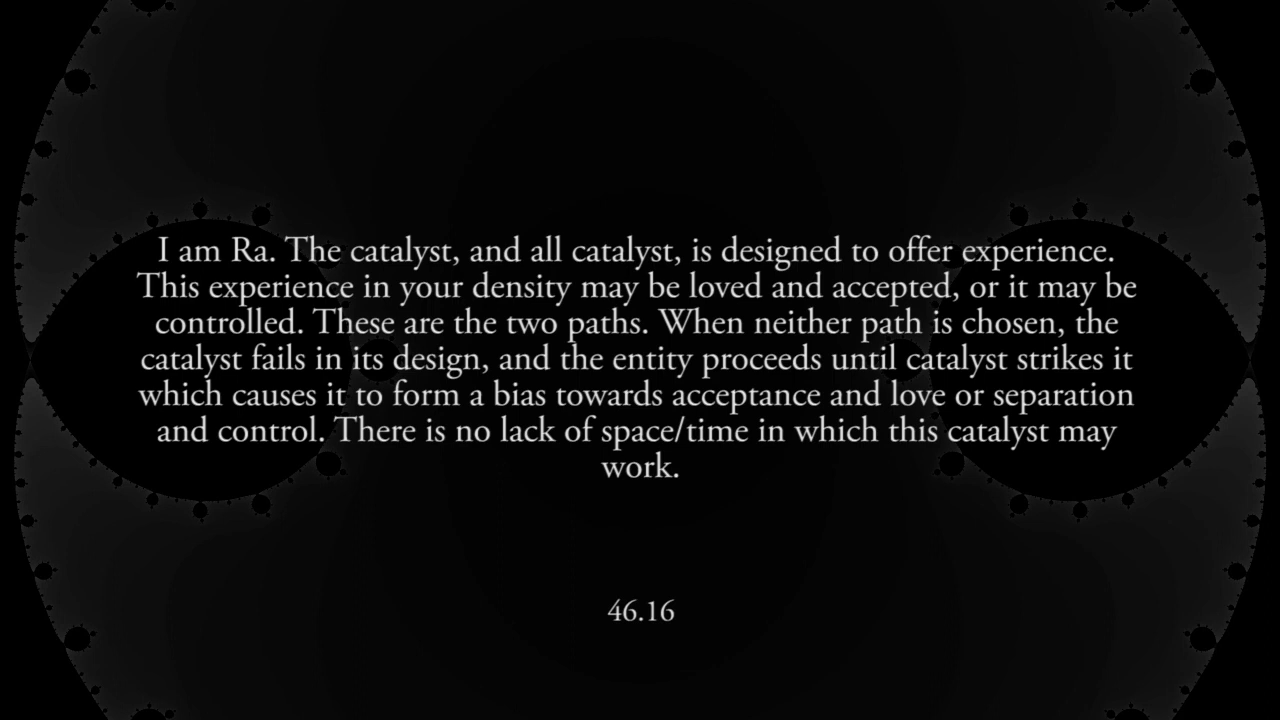 I am Ra. The catalyst, and all catalyst, is designed to offer experience.
This experience in your density may be loved and accepted, or it may be
controlled. These are the two paths. When neither path is chosen, the
catalyst fails in its design, and the entity proceeds until catalyst strikes it
which causes it to form a bias towards acceptance and love or separation
and control. There is no lack of space/time in which this catalyst may
work.
46.16